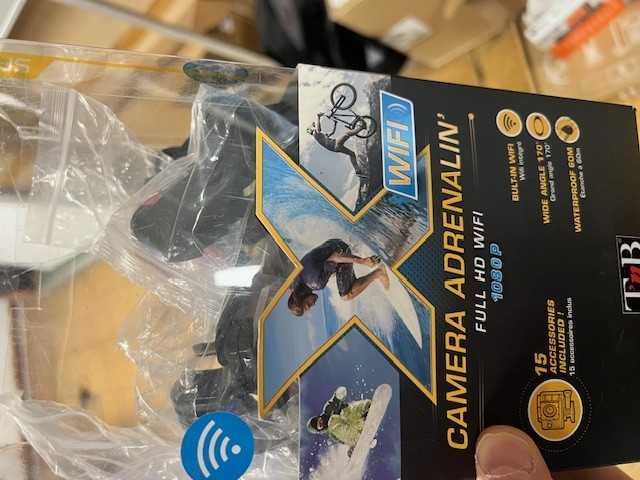 WIFI
CAMERA ADRENALIN'
FULL HD WIFI
1080P
BULT-IN WIFI
Wifi intégré
WIDE ANGLE 170°
Grand angle 170°
WATERPROOF 60M
Étanche à 60m
15
ACCESSORIES
INCLUDED !
15 accessoires inclus
T'nB